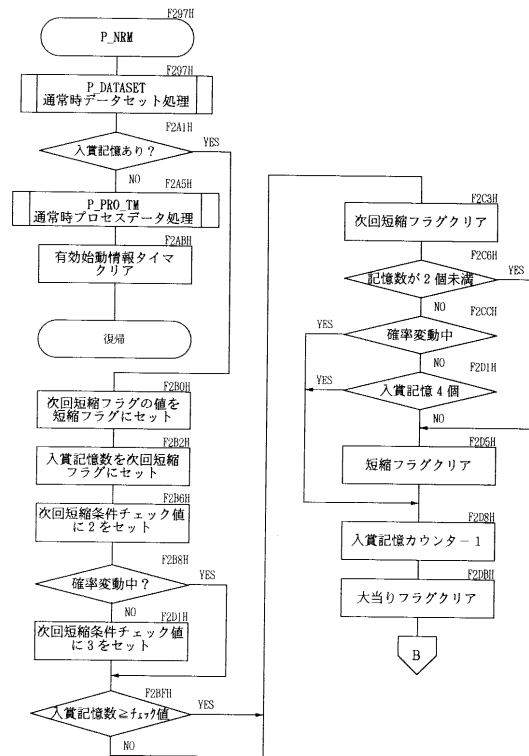 F297H
P_NRM
F297H
P_DATASET
通常時データセット処理
F2A1H
入賞記憶あり？
YES
NO
F2A5H
P_PRO_TM
通常時プロセスデータ処理
F2ABH
有効始動情報タイマ
クリア
復帰
F2B0H
次回短縮フラグの値を
短縮フラグにセット
F2B2H
入賞記憶数を次回短縮
フラグにセット
F2B6H
次回短縮条件チェック値
に２をセット
F2B8H
確率変動中？
YES
NO
F2D1H
次回短縮条件チェック値
に３をセット
F2BFH
入賞記憶数≧チェック値
YES
NO
F2C3H
次回短縮フラグクリア
F2C6H
記憶数が２個未満
YES
NO
F2CCH
YES
確率変動中
NO
F2D1H
YES
入賞記憶４個
NO
F2D5H
短縮フラグクリア
F2D8H
入賞記憶カウンタ－１
F2DBH
大当りフラグクリア
B